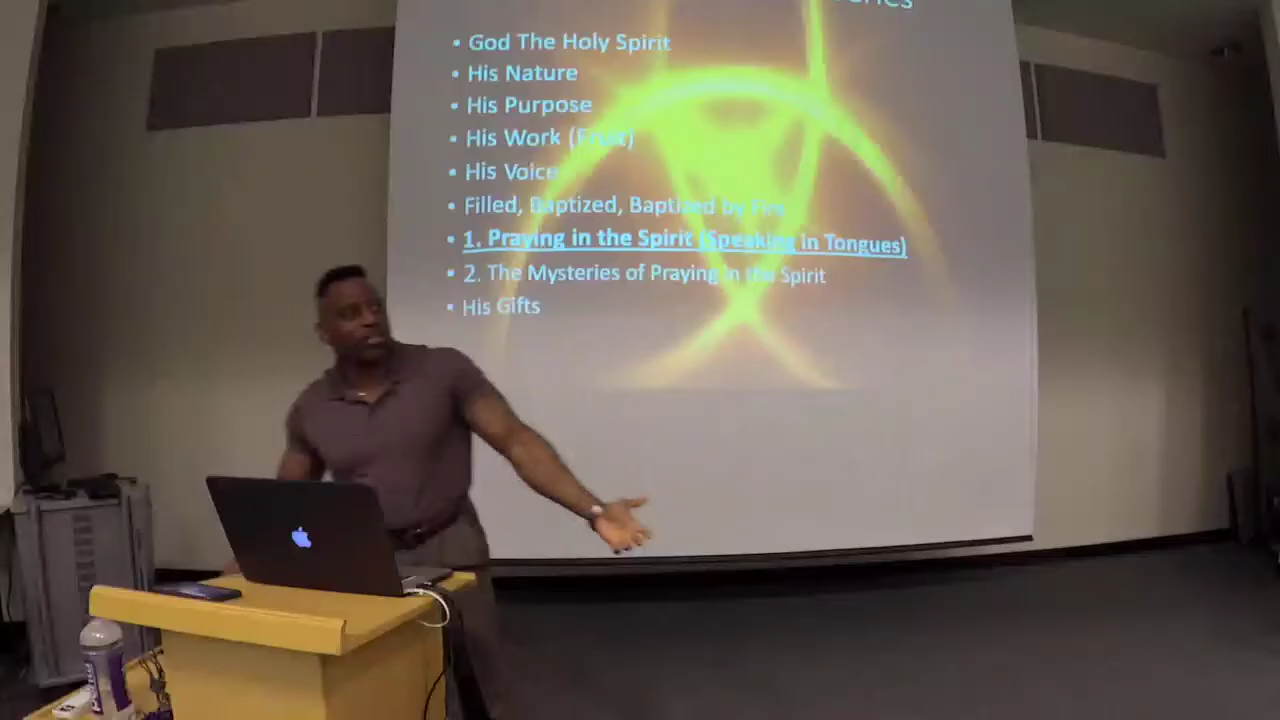 • God The Holy Spirit
• His Nature
• His Purpose
• His Work (Fruit)
• His Voice
• Filled, Baptized, Baptized by Fire
• 1. Praying in the Spirit (Speaking in Tongues)
• 2. The Mysteries of Praying in the Spirit
• His Gifts